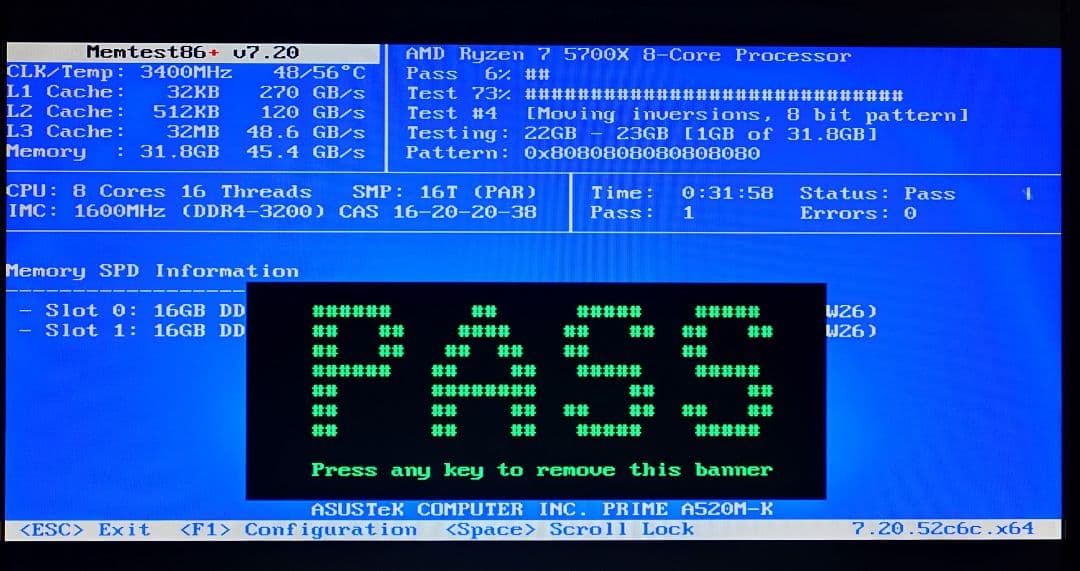 Memtest86+ v7.20
CLK/Temp: 3400MHz 48/56°C
L1 Cache: 32KB 270 GB/s
L2 Cache: 512KB 120 GB/s
L3 Cache: 32MB 48.6 GB/s
Memory : 31.8GB 45.4 GB/s
AMD Ryzen 7 5700X 8-Core Processor
Pass 6% ##
Test 73% #############################
Test #4 [Moving inversions, 8 bit pattern]
Testing: 22GB - 23GB [1GB of 31.8GB]
Pattern: 0x8080808080808080
CPU: 8 Cores 16 Threads SMP: 16T (PAR)
IMC: 1600MHz (DDR4-3200) CAS 16-20-20-38
Time: 0:31:58 Status: Pass
Pass: 1 Errors: 0
Memory SPD Information
- Slot 0: 16GB DD W26)
- Slot 1: 16GB DD W26)
PASS
Press any key to remove this banner
ASUSTeK COMPUTER INC. PRIME A520M-K
<ESC> Exit <F1> Configuration <Space> Scroll Lock 7.20.52c6c.x64